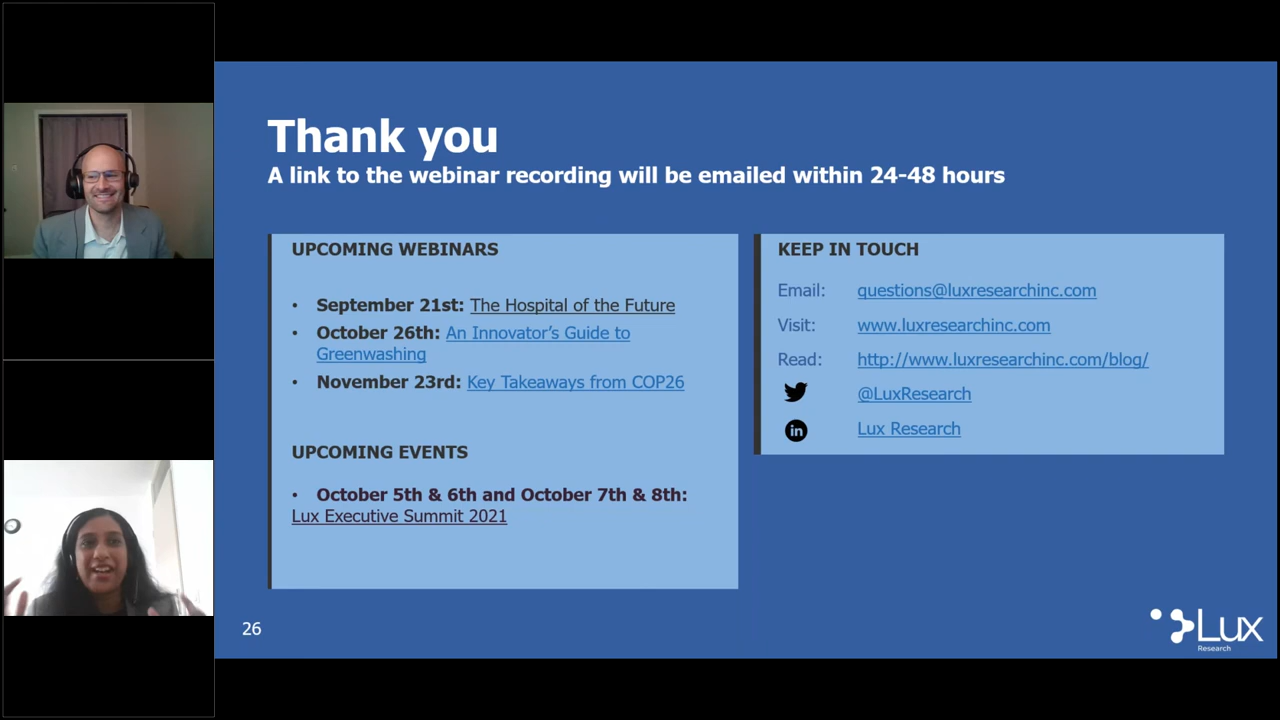 Thank you
A link to the webinar recording will be emailed within 24-48 hours
UPCOMING WEBINARS
• September 21st: The Hospital of the Future
• October 26th: An Innovator’s Guide to
Greenwashing
• November 23rd: Key Takeaways from COP26
UPCOMING EVENTS
• October 5th & 6th and October 7th & 8th:
Lux Executive Summit 2021
KEEP IN TOUCH
Email: questions@luxresearchinc.com
Visit: www.luxresearchinc.com
Read: http://www.luxresearchinc.com/blog/
@LuxResearch
in Lux Research
26
Lux
Research